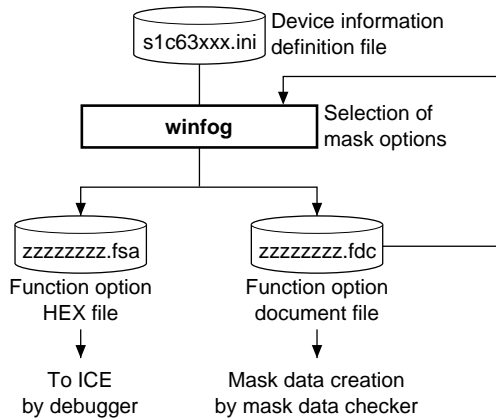 s1c63xxx.ini
Device information
definition file
winfog
Selection of
mask options
zzzzzzzz.fsa
zzzzzzzz.fdc
Function option
HEX file
Function option
document file
To ICE
by debugger
Mask data creation
by mask data checker